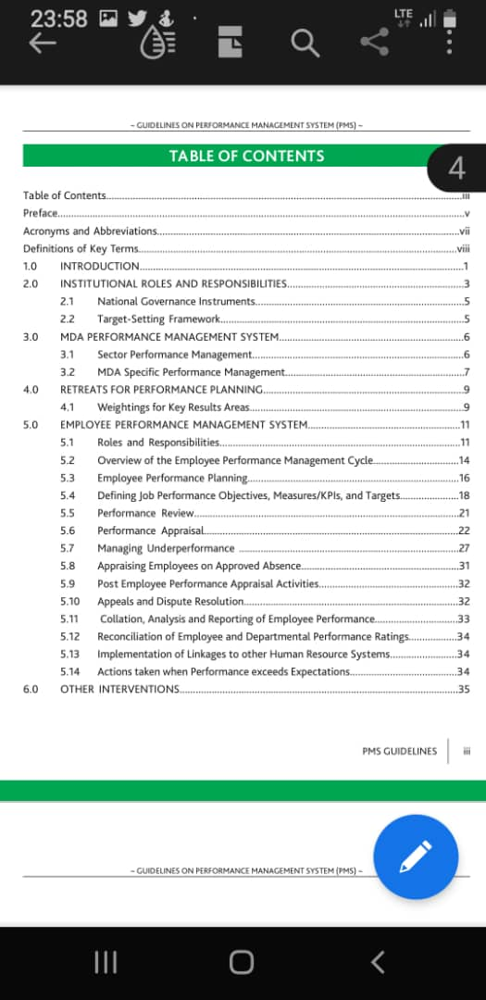 23:58
LTE
~ GUIDELINES ON PERFORMANCE MANAGEMENT SYSTEM (PMS) ~
TABLE OF CONTENTS
4
Table of Contents.....iii
Preface.....v
Acronyms and Abbreviations.....vii
Definitions of Key Terms.....viii
1.0 INTRODUCTION.....1
2.0 INSTITUTIONAL ROLES AND RESPONSIBILITIES.....3
2.1 National Governance Instruments.....5
2.2 Target-Setting Framework.....5
3.0 MDA PERFORMANCE MANAGEMENT SYSTEM.....6
3.1 Sector Performance Management.....6
3.2 MDA Specific Performance Management.....7
4.0 RETREATS FOR PERFORMANCE PLANNING.....9
4.1 Weightings for Key Results Areas.....9
5.0 EMPLOYEE PERFORMANCE MANAGEMENT SYSTEM.....11
5.1 Roles and Responsibilities.....11
5.2 Overview of the Employee Performance Management Cycle.....14
5.3 Employee Performance Planning.....16
5.4 Defining Job Performance Objectives, Measures/KPIs, and Targets.....18
5.5 Performance Review.....21
5.6 Performance Appraisal.....22
5.7 Managing Underperformance.....27
5.8 Appraising Employees on Approved Absence.....31
5.9 Post Employee Performance Appraisal Activities.....32
5.10 Appeals and Dispute Resolution.....32
5.11 Collation, Analysis and Reporting of Employee Performance.....33
5.12 Reconciliation of Employee and Departmental Performance Ratings.....34
5.13 Implementation of Linkages to other Human Resource Systems.....34
5.14 Actions taken when Performance exceeds Expectations.....34
6.0 OTHER INTERVENTIONS.....35
PMS GUIDELINES iii
~ GUIDELINES ON PERFORMANCE MANAGEMENT SYSTEM (PMS) ~